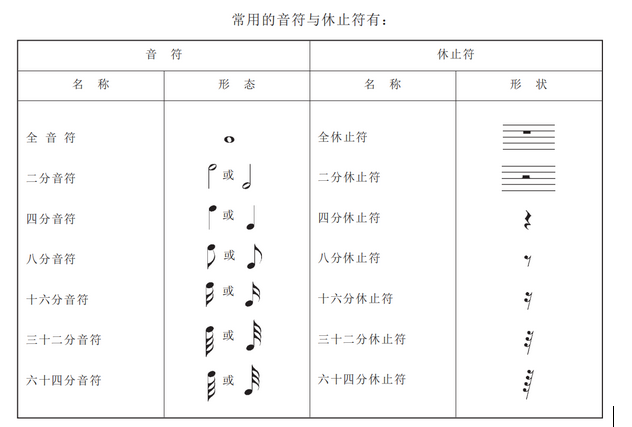 常用的音符与休止符有:
音 符 休止符
名 称 形 态 名 称 形 状
全 音 符 全休止符
二分音符 或 二分休止符
四分音符 或 四分休止符
八分音符 或 八分休止符
十六分音符 或 十六分休止符
三十二分音符 或 三十二分休止符
六十四分音符 或 六十四分休止符